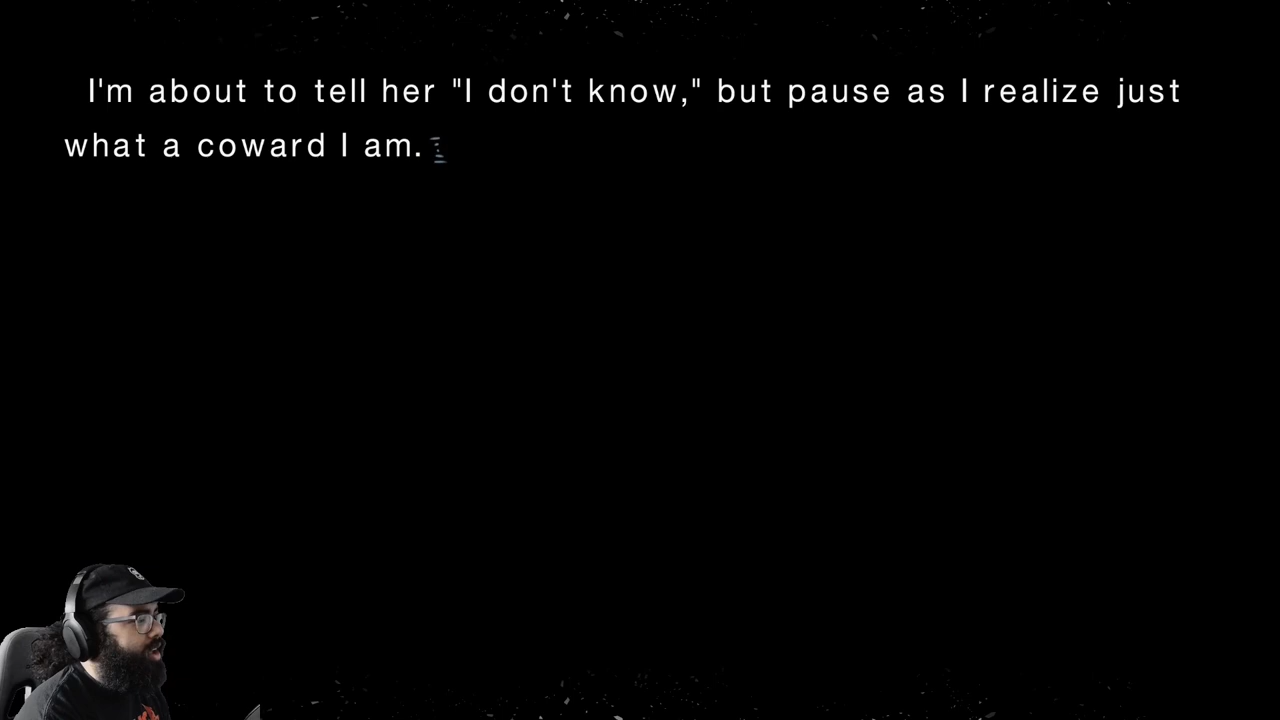 I'm about to tell her "I don't know," but pause as I realize just
what a coward I am.